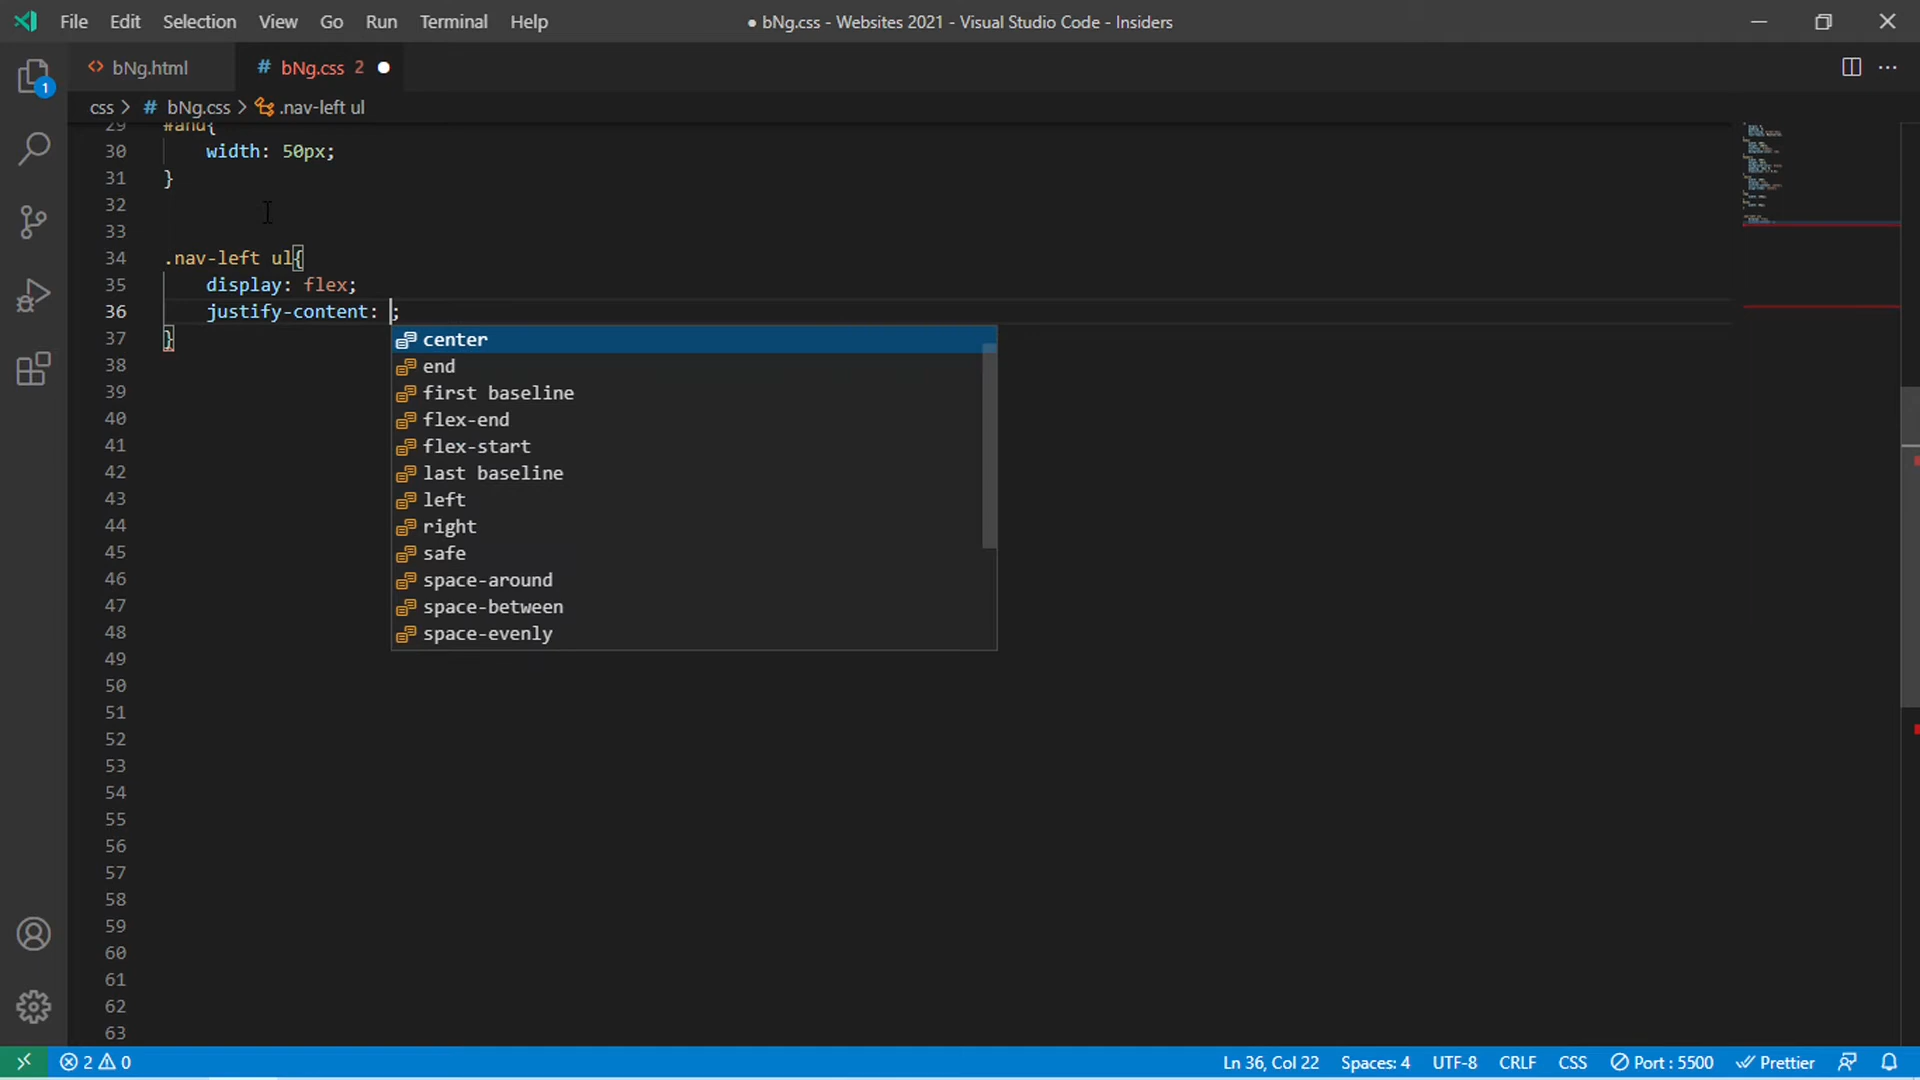 File Edit Selection View Go Run Terminal Help
● bNg.css - Websites 2021 - Visual Studio Code - Insiders
<> bNg.html
# bNg.css 2 ●
css > # bNg.css > .nav-left ul
1
29 #and{
30 width: 50px;
31 }
32
33
34 .nav-left ul{
35 display: flex;
36 justify-content: ;
37 }
center
38
end
39
first baseline
40
flex-end
41
flex-start
42
last baseline
43
left
44
right
45
safe
46
space-around
47
space-between
48
space-evenly
49
50
51
52
53
54
55
56
57
58
59
60
61
62
63
2 0
Ln 36, Col 22 Spaces: 4 UTF-8 CRLF CSS Port : 5500 Prettier